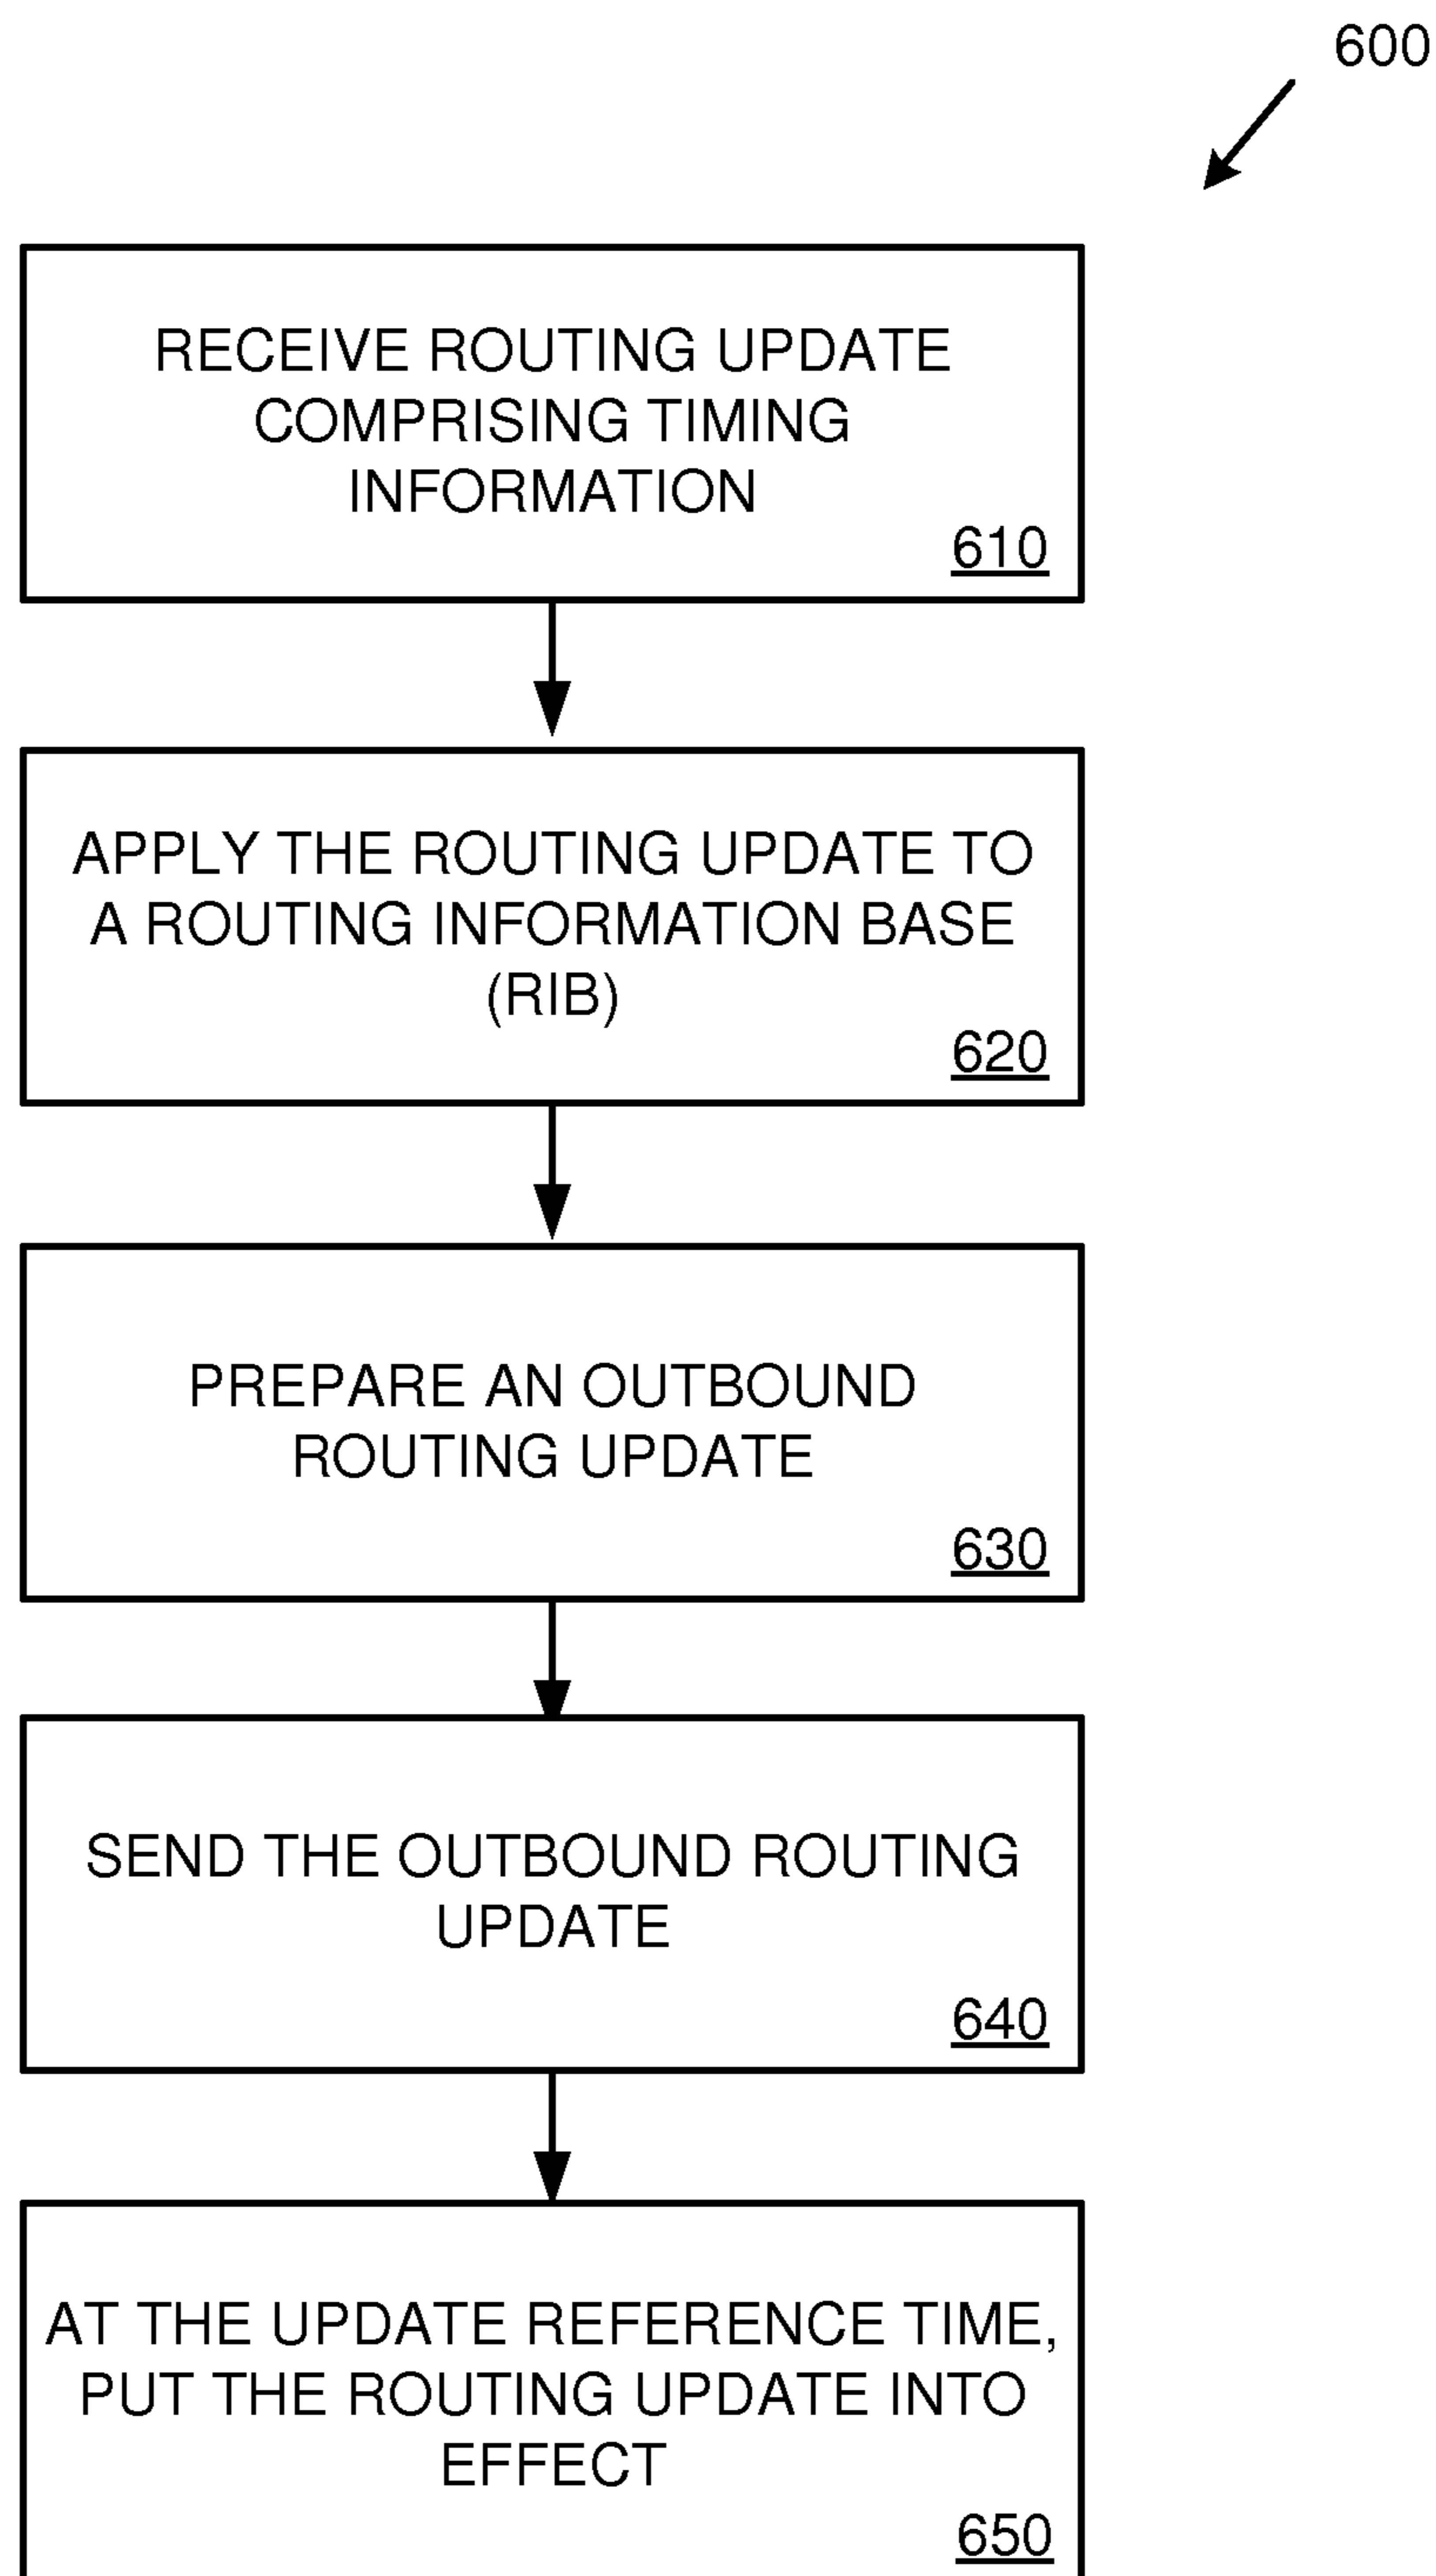 600
RECEIVE ROUTING UPDATE
COMPRISING TIMING
INFORMATION
610
APPLY THE ROUTING UPDATE TO
A ROUTING INFORMATION BASE
(RIB)
620
PREPARE AN OUTBOUND
ROUTING UPDATE
630
SEND THE OUTBOUND ROUTING
UPDATE
640
AT THE UPDATE REFERENCE TIME,
PUT THE ROUTING UPDATE INTO
EFFECT
650